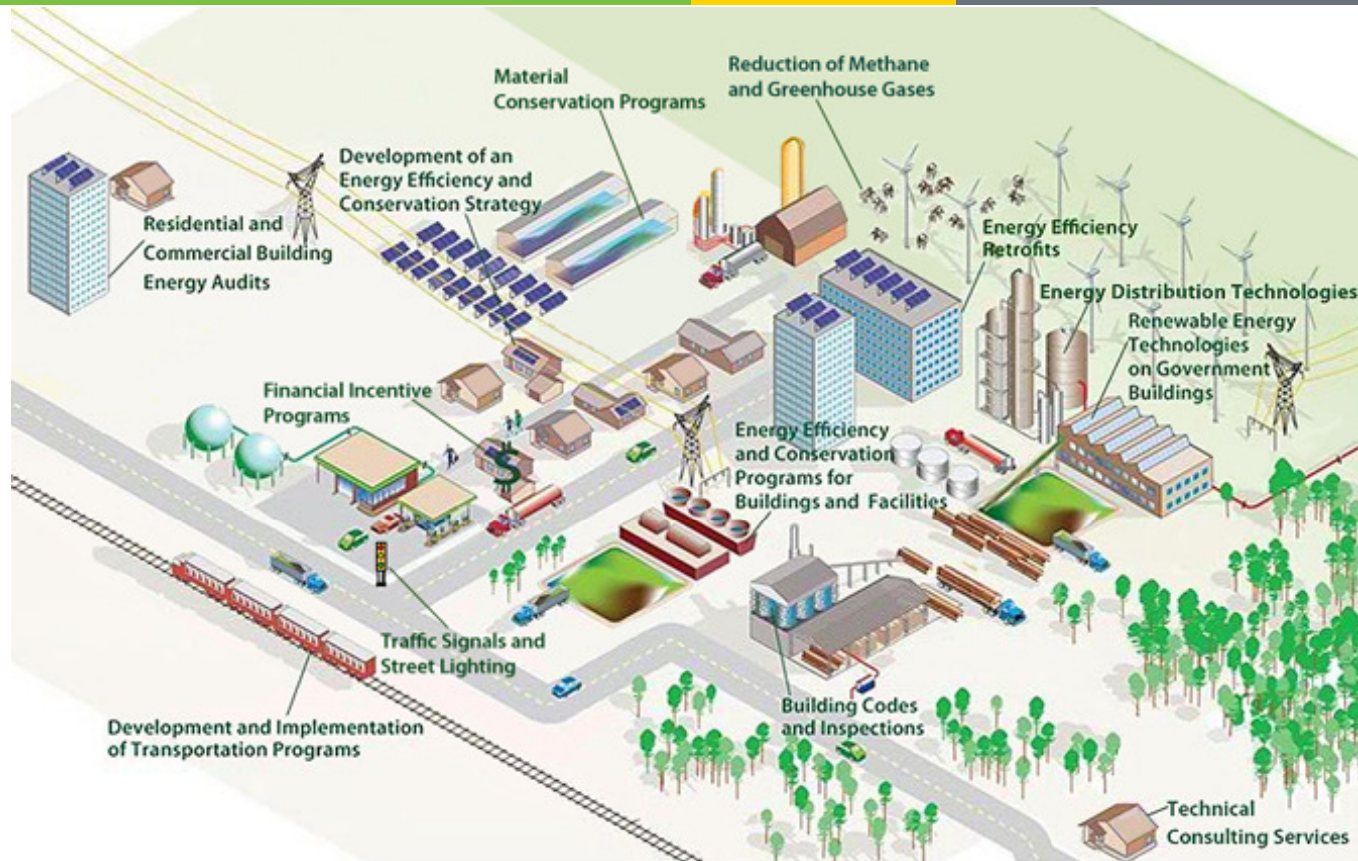 Reduction of Methane
and Greenhouse Gases
Material
Conservation Programs
Development of an
Energy Efficiency and
Conservation Strategy
Residential and
Commercial Building
Energy Audits
Energy Efficiency
Retrofits
Energy Distribution Technologies
Renewable Energy
Technologies
on Government
Buildings
Financial Incentive
Programs
$
Energy Efficiency
and Conservation
Programs for
Buildings and Facilities
Traffic Signals and
Street Lighting
Development and Implementation
of Transportation Programs
Building Codes
and Inspections
Technical
Consulting Services